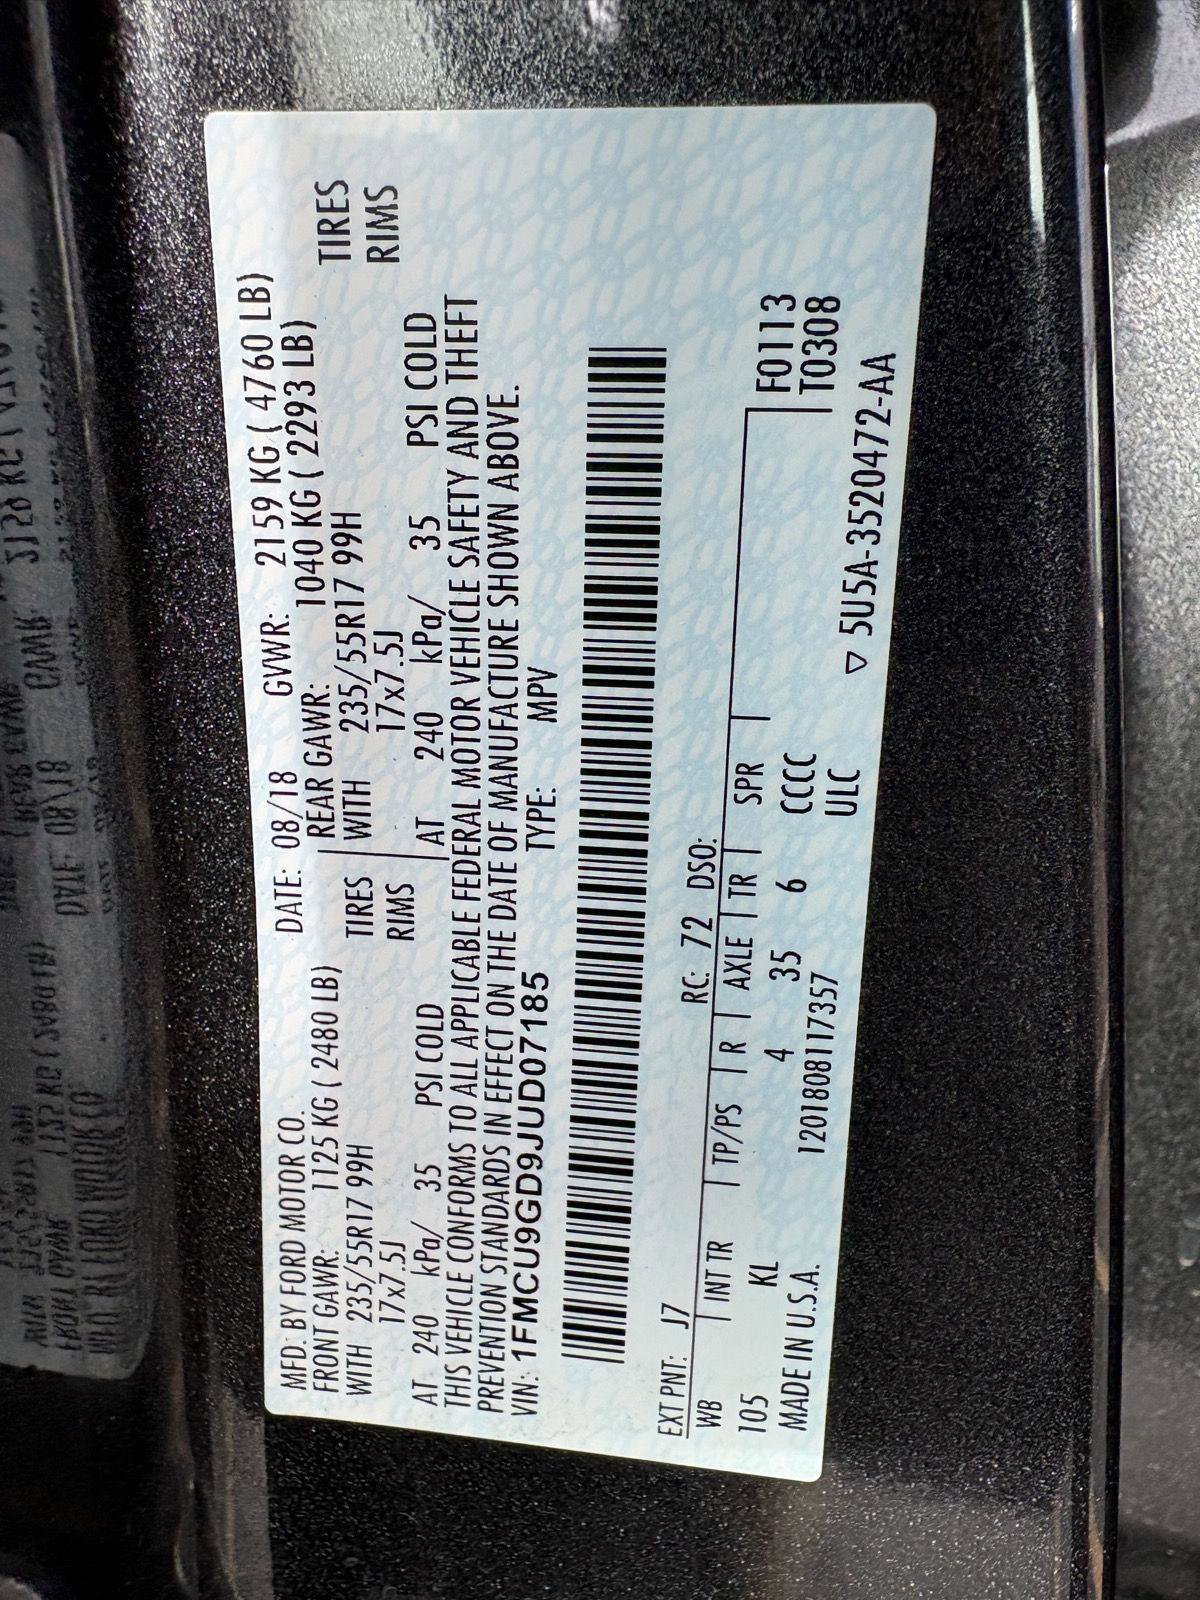 MFD: BY FORD MOTOR CO. DATE: 08/18 GVWR: 2159 KG ( 4760 LB)
FRONT GAWR: 1125 KG ( 2480 LB) REAR GAWR: 1040 KG ( 2293 LB)
WITH 235/55R17 99H TIRES WITH 235/55R17 99H TIRES
17x7.5J RIMS 17x7.5J RIMS
AT 240 kPa/ 35 PSI COLD AT 240 kPa/ 35 PSI COLD
THIS VEHICLE CONFORMS TO ALL APPLICABLE FEDERAL MOTOR VEHICLE SAFETY AND THEFT
PREVENTION STANDARDS IN EFFECT ON THE DATE OF MANUFACTURE SHOWN ABOVE.
VIN: 1FMCU9GD9JUD07185 TYPE: MPV
EXT PNT: J7 RC: 72 DSO:
WB INT TR TP/PS R AXLE TR SPR F0113
105 KL 4 35 6 CCCC T0308
MADE IN U.S.A. 120180817357 ULC
▽ 5U5A-3520472-AA